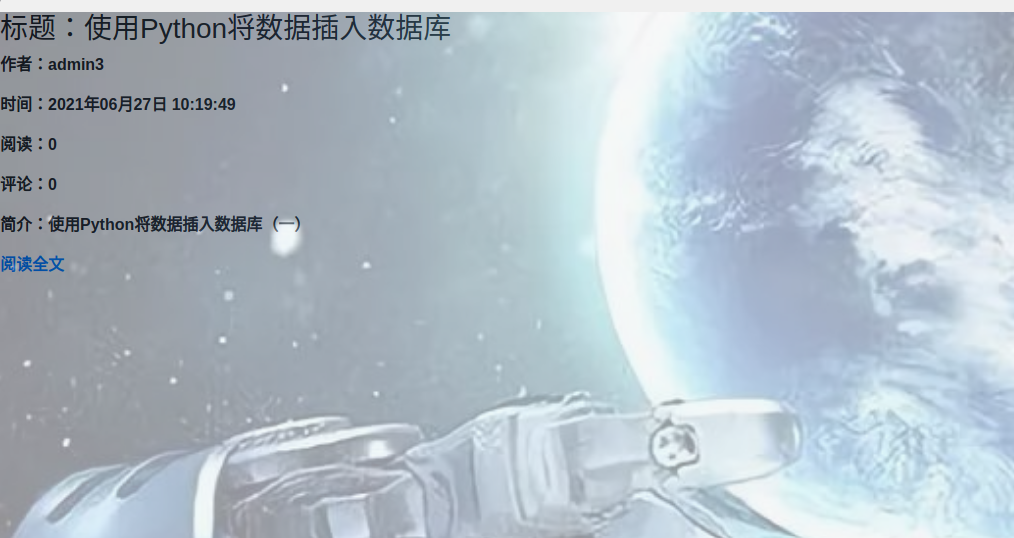 标题：使用Python将数据插入数据库
作者：admin3
时间：2021年06月27日 10:19:49
阅读：0
评论：0
简介：使用Python将数据插入数据库（一）
阅读全文